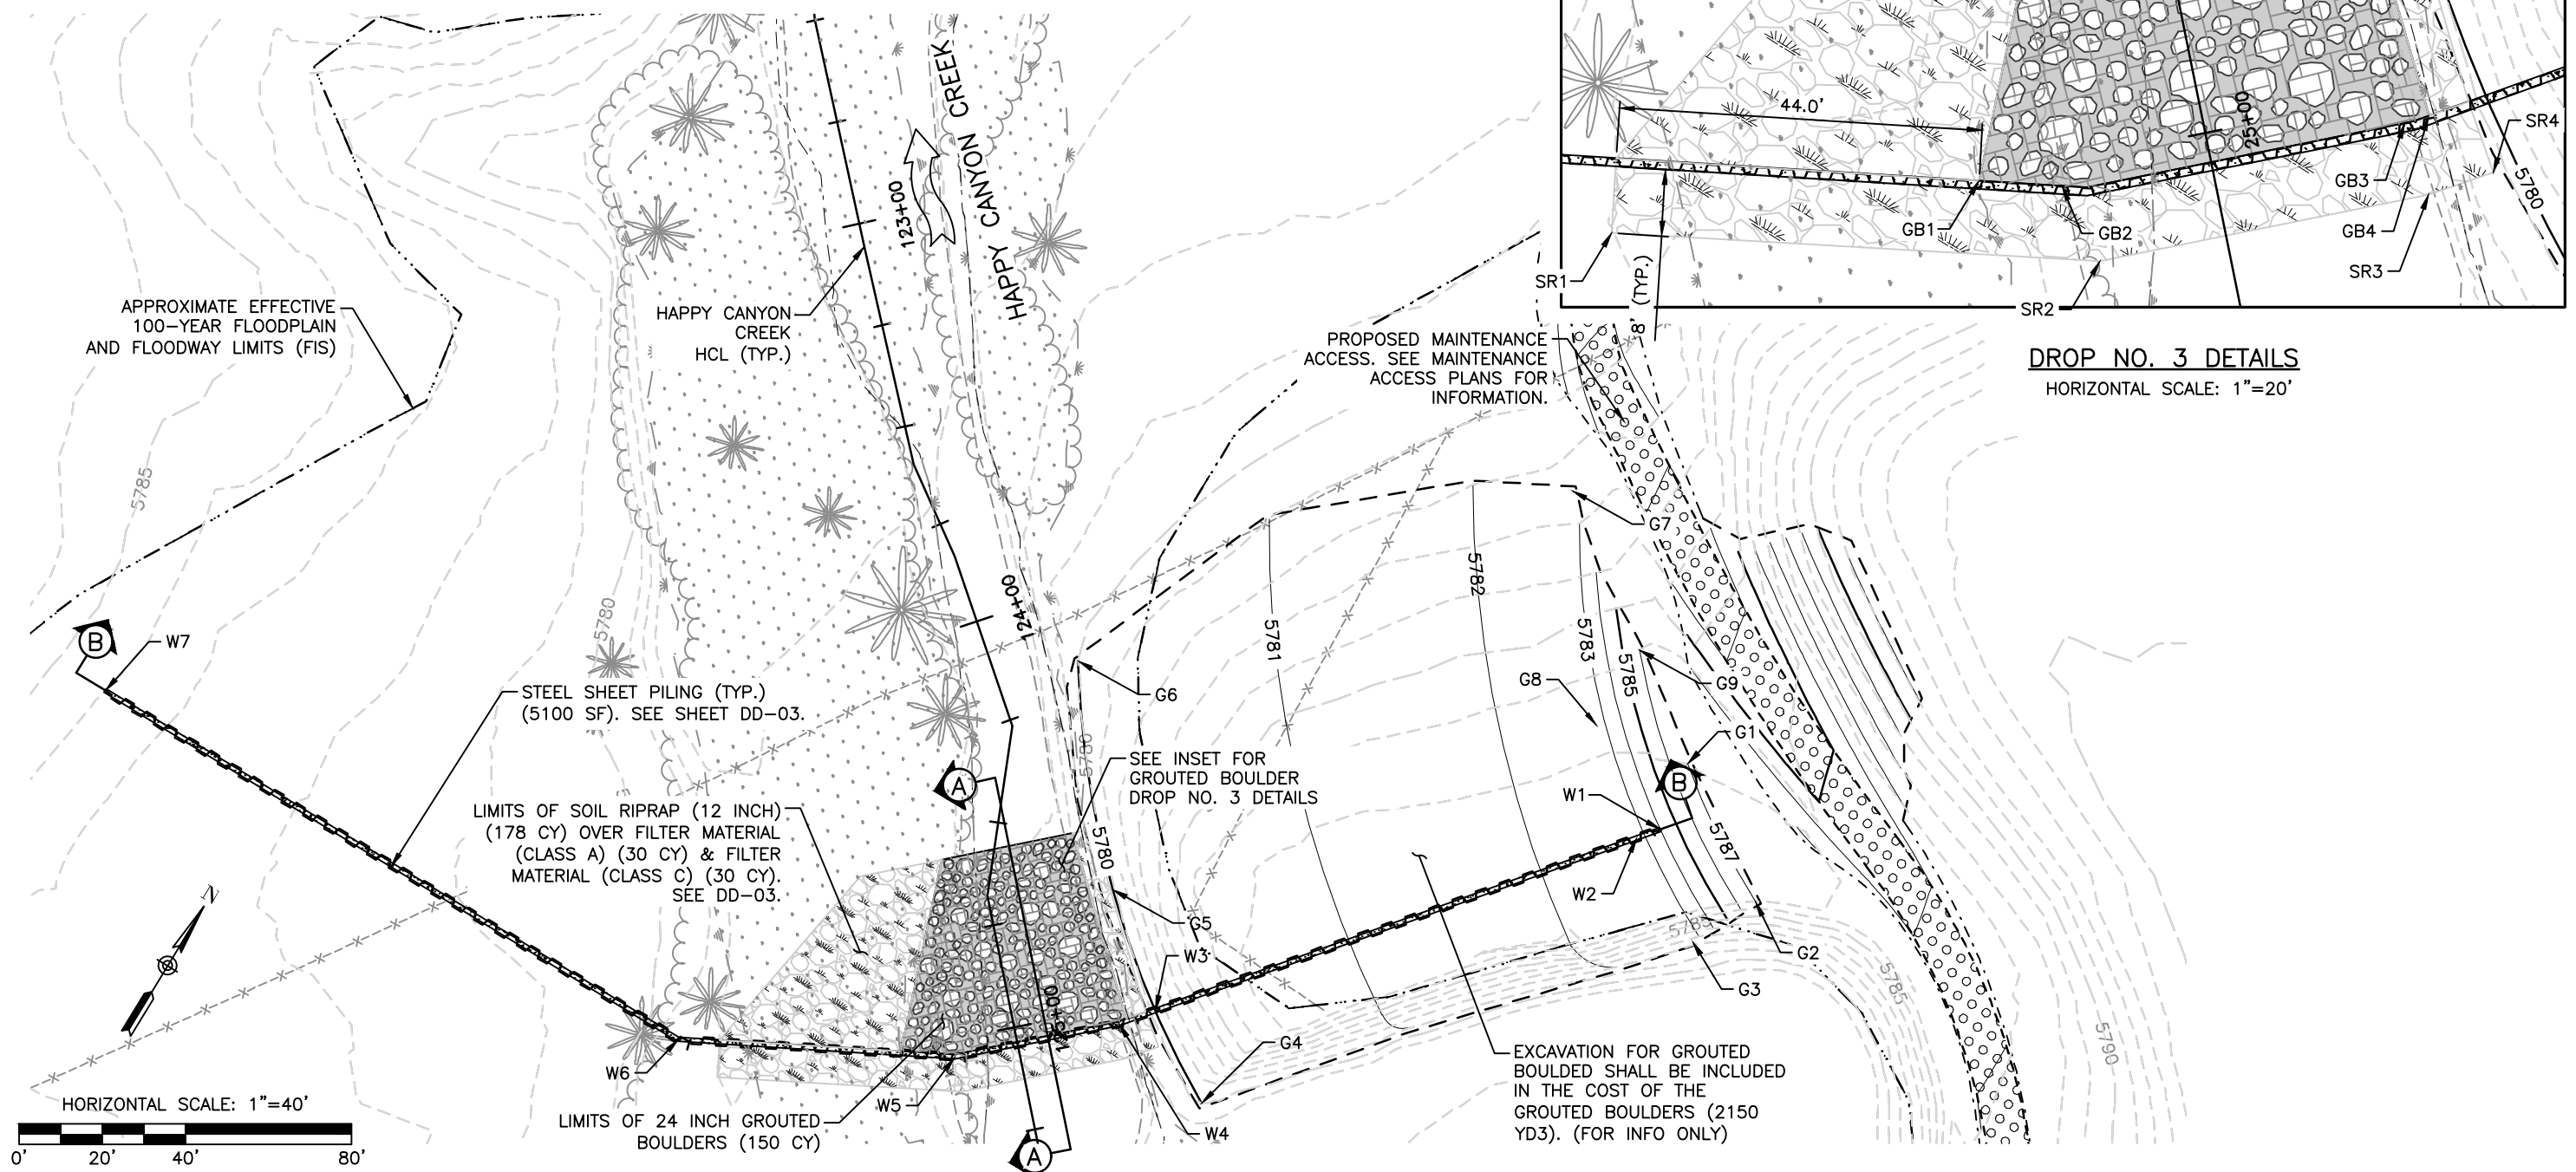 HAPPY CANYON CREEK
123+00
44.0'
25+00
SR4
GB3
5780
GB1
GB2
GB4
SR1
SR3
SR2
8' (TYP.)
DROP NO. 3 DETAILS
HORIZONTAL SCALE: 1"=20'
APPROXIMATE EFFECTIVE
100-YEAR FLOODPLAIN
AND FLOODWAY LIMITS (FIS)
HAPPY CANYON
CREEK
HCL (TYP.)
PROPOSED MAINTENANCE
ACCESS. SEE MAINTENANCE
ACCESS PLANS FOR
INFORMATION.
5785
G7
5782
5781
5783
5785
5780
124+00
B
W7
G6
G8
G9
G1
STEEL SHEET PILING (TYP.)
(5100 SF). SEE SHEET DD-03.
5780
SEE INSET FOR
GROUTED BOULDER
DROP NO. 3 DETAILS
A
B
W1
LIMITS OF SOIL RIPRAP (12 INCH)
(178 CY) OVER FILTER MATERIAL
(CLASS A) (30 CY) & FILTER
MATERIAL (CLASS C) (30 CY).
SEE DD-03.
5780
5787
W2
N
G5
W3
5785
G2
G3
5785
125+00
G4
W6
W5
W4
5790
EXCAVATION FOR GROUTED
BOULDED SHALL BE INCLUDED
IN THE COST OF THE
GROUTED BOULDERS (2150
YD3). (FOR INFO ONLY)
LIMITS OF 24 INCH GROUTED
BOULDERS (150 CY)
A
HORIZONTAL SCALE: 1"=40'
0' 20' 40' 80'